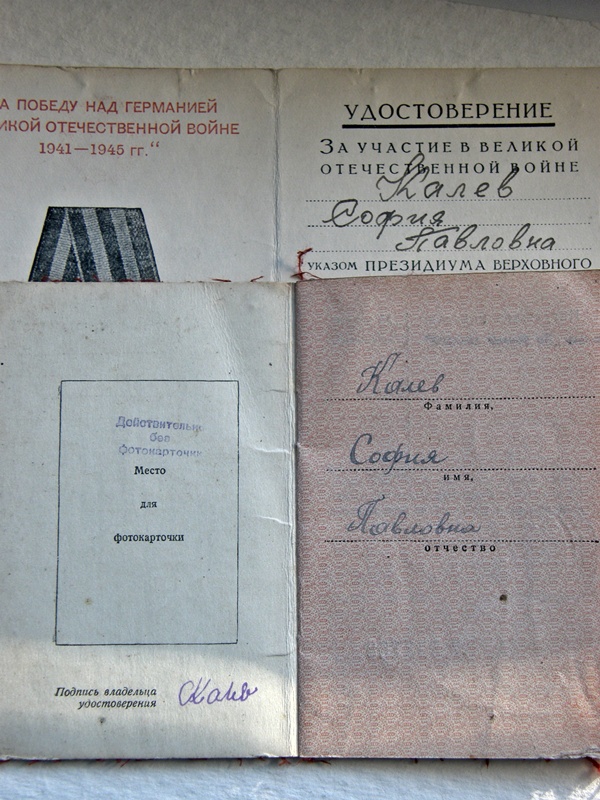 А ПОБЕДУ НАД ГЕРМАНИЕЙ
ИКОЙ ОТЕЧЕСТВЕННОЙ ВОЙНЕ
1941—1945 гг.“
УДОСТОВЕРЕНИЕ
ЗА УЧАСТИЕ В ВЕЛИКОЙ
ОТЕЧЕСТВЕННОЙ ВОЙНЕ
Калев
София
Павловна
УКАЗОМ ПРЕЗИДИУМА ВЕРХОВНОГО
Действительно
без
фотокарточки
Место
для
фотокарточки
Подпись владельца
удостоверения
Калев
Фамилия,
София
имя,
Павловна
отчество